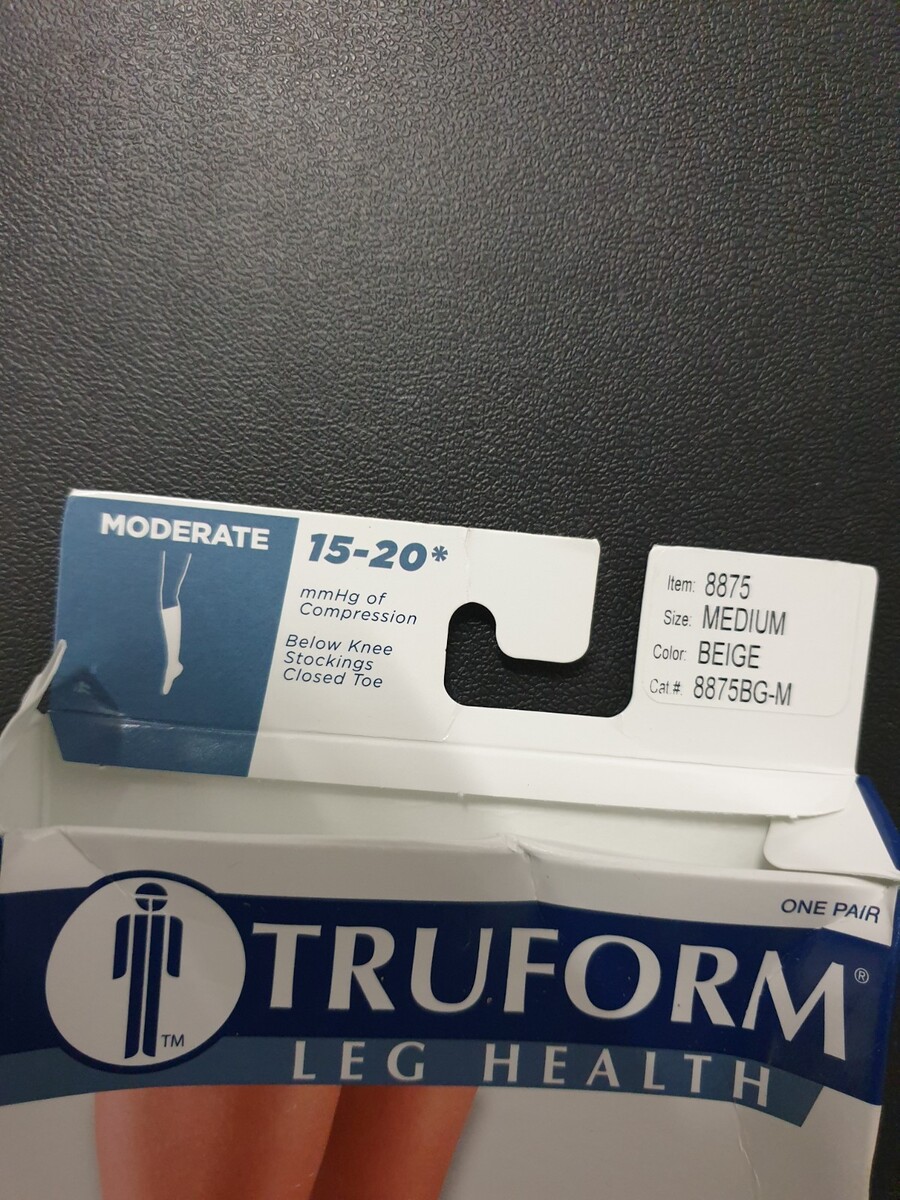 MODERATE
15-20*
mmHg of
Compression
Below Knee
Stockings
Closed Toe
Item: 8875
Size: MEDIUM
Color: BEIGE
Cat #: 8875BG-M
ONE PAIR
TRUFORM®
TM
LEG HEALTH